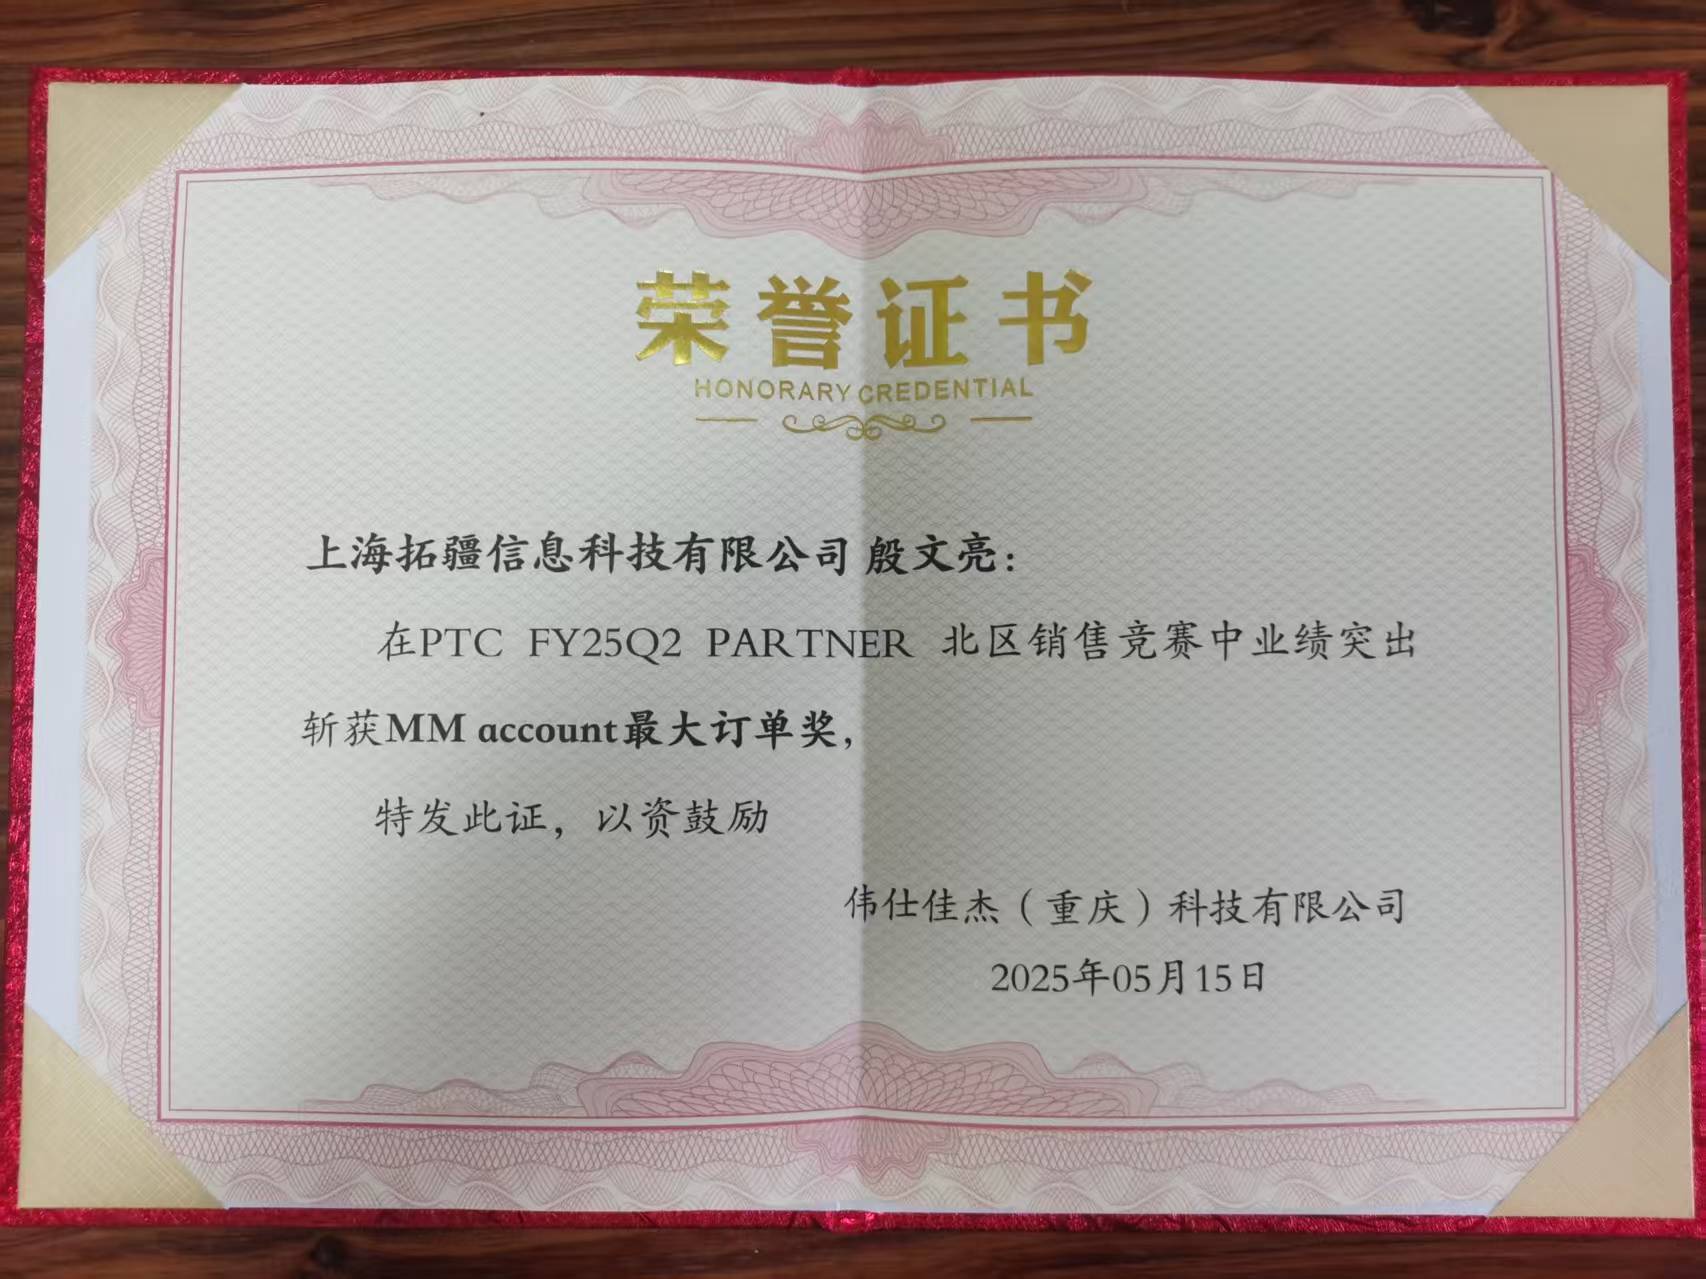 荣誉证书
HONORARY CREDENTIAL
上海拓疆信息科技有限公司 殷文亮：
在PTC FY25Q2 PARTNER 北区销售竞赛中业绩突出
斩获MM account最大订单奖，
特发此证，以资鼓励
伟仕佳杰（重庆）科技有限公司
2025年05月15日